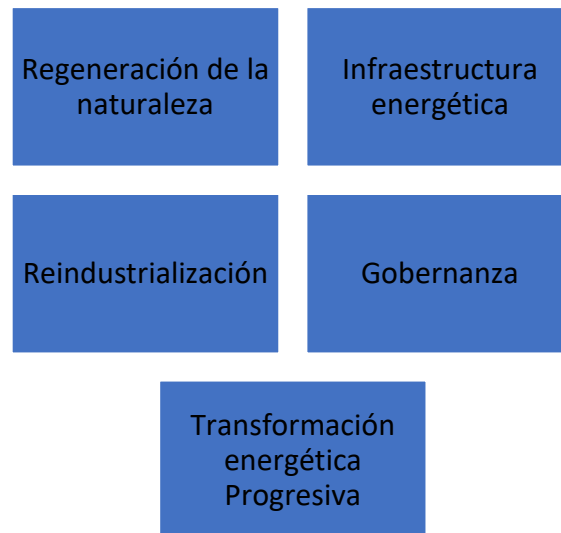 Regeneración de la
naturaleza
Infraestructura
energética
Reindustrialización
Gobernanza
Transformación
energética
Progresiva